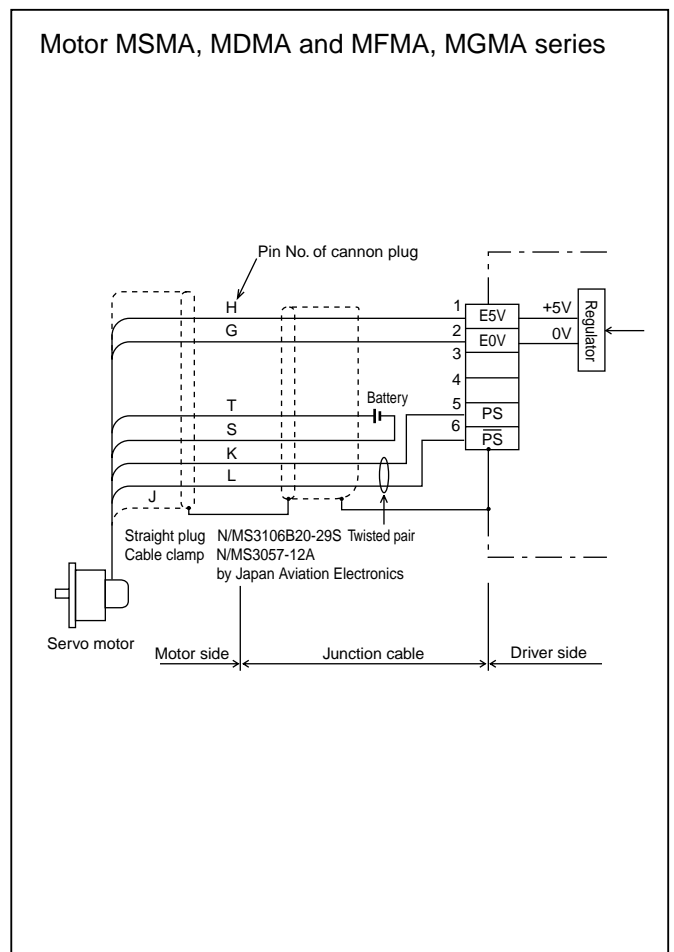 Motor MSMA, MDMA and MFMA, MGMA series
Pin No. of cannon plug
H
G
T
S
K
L
J
Battery
1
2
3
4
5
6
E5V
E0V
PS
P̅S̅
+5V
0V
Regulator
Straight plug N/MS3106B20-29S Twisted pair
Cable clamp N/MS3057-12A
by Japan Aviation Electronics
Servo motor
Motor side
Junction cable
Driver side